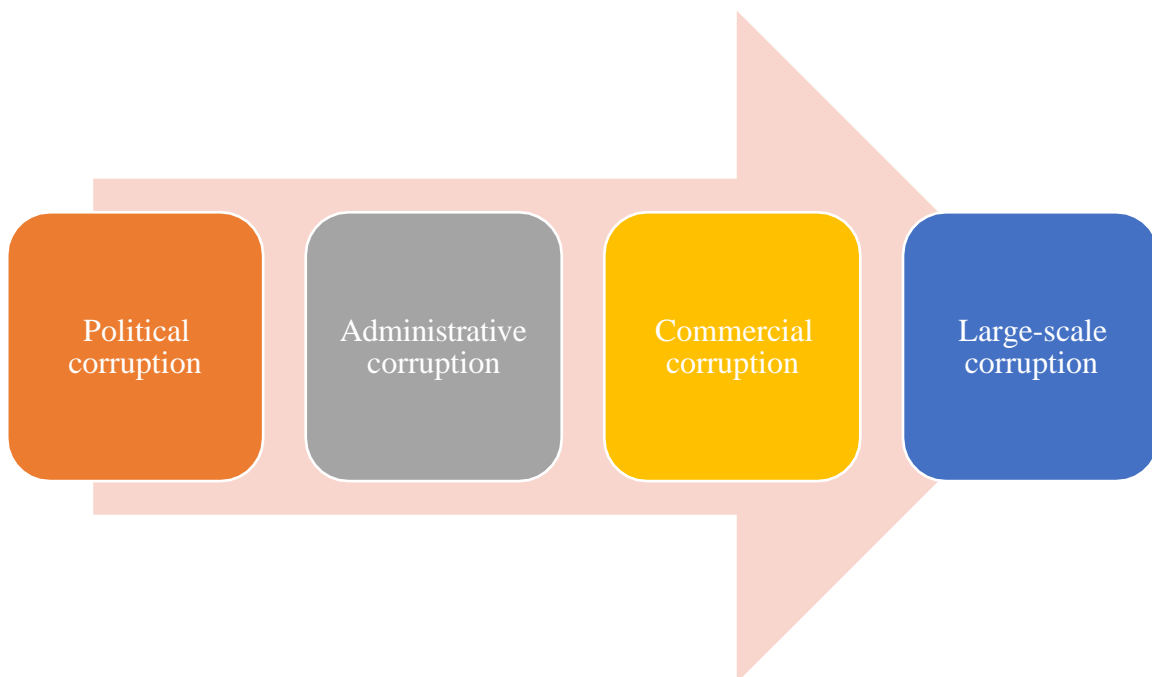 Political
corruption
Administrative
corruption
Commercial
corruption
Large-scale
corruption